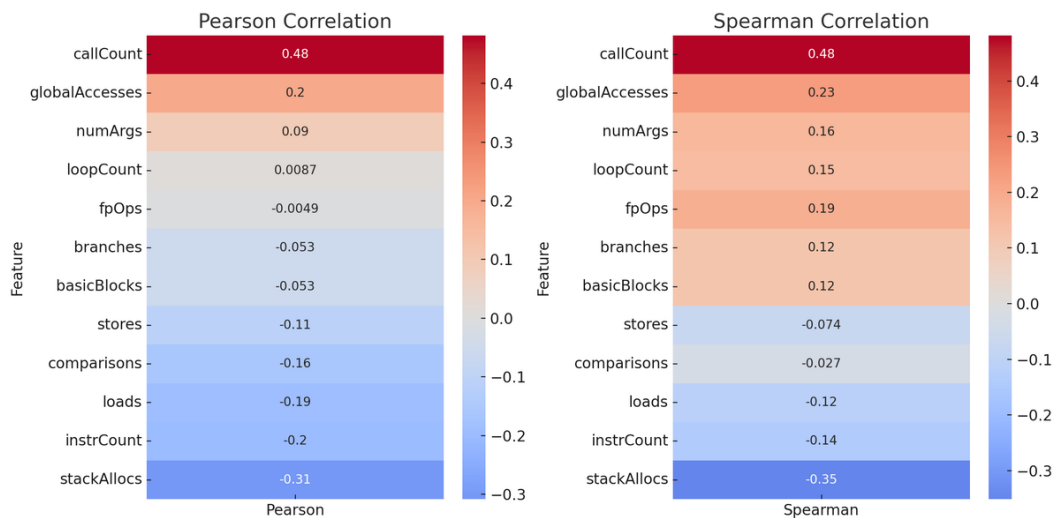 Pearson Correlation
Feature
callCount
0.48
globalAccesses
0.2
numArgs
0.09
loopCount
0.0087
fpOps
-0.0049
branches
-0.053
basicBlocks
-0.053
stores
-0.11
comparisons
-0.16
loads
-0.19
instrCount
-0.2
stackAllocs
-0.31
Pearson
0.4
0.3
0.2
0.1
0.0
−0.1
−0.2
−0.3
Spearman Correlation
Feature
callCount
0.48
globalAccesses
0.23
numArgs
0.16
loopCount
0.15
fpOps
0.19
branches
0.12
basicBlocks
0.12
stores
-0.074
comparisons
-0.027
loads
-0.12
instrCount
-0.14
stackAllocs
-0.35
Spearman
0.4
0.3
0.2
0.1
0.0
−0.1
−0.2
−0.3